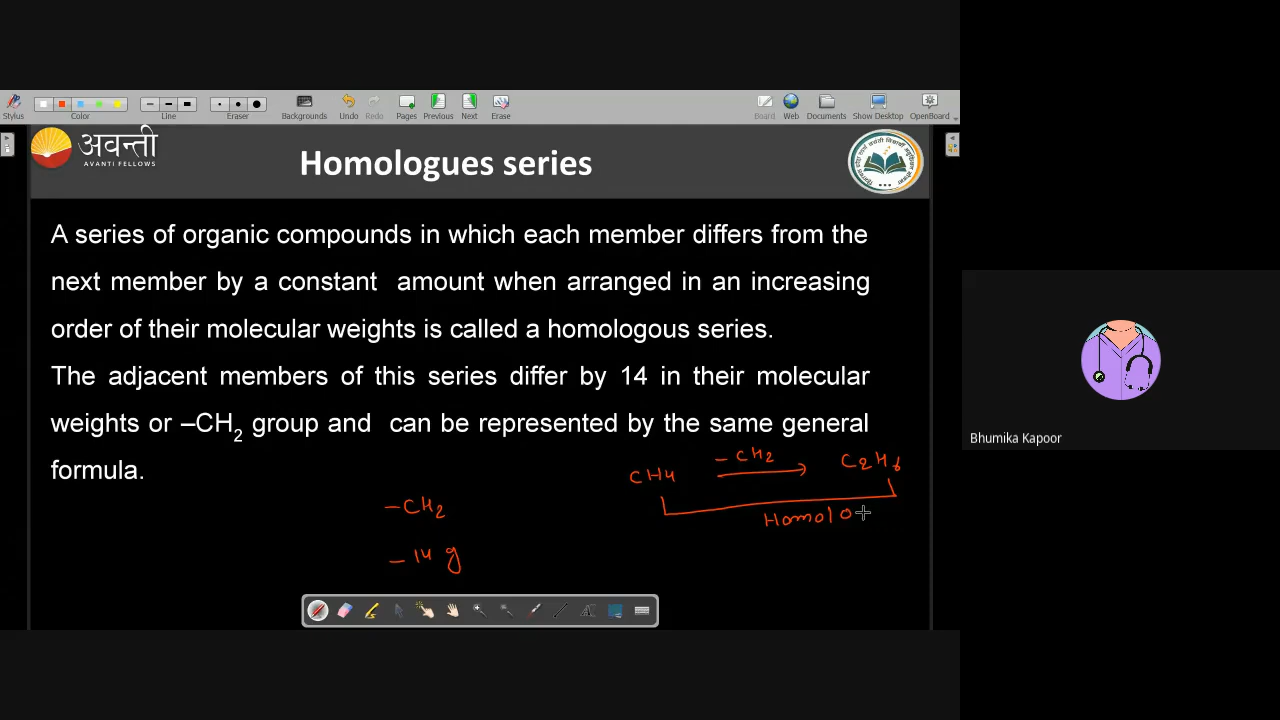 Stylus
Color
Line
Eraser
Backgrounds
Undo
Redo
Pages
Previous
Next
Erase
Board
Web
Documents
Show Desktop
OpenBoard
अवन्ती
AVANTI FELLOWS
Homologues series
A series of organic compounds in which each member differs from the
next member by a constant amount when arranged in an increasing
order of their molecular weights is called a homologous series.
The adjacent members of this series differ by 14 in their molecular
weights or –CH2 group and can be represented by the same general
formula.
CH4 – CH2 C2H6
Homolo
–CH2
– 14 g
Bhumika Kapoor